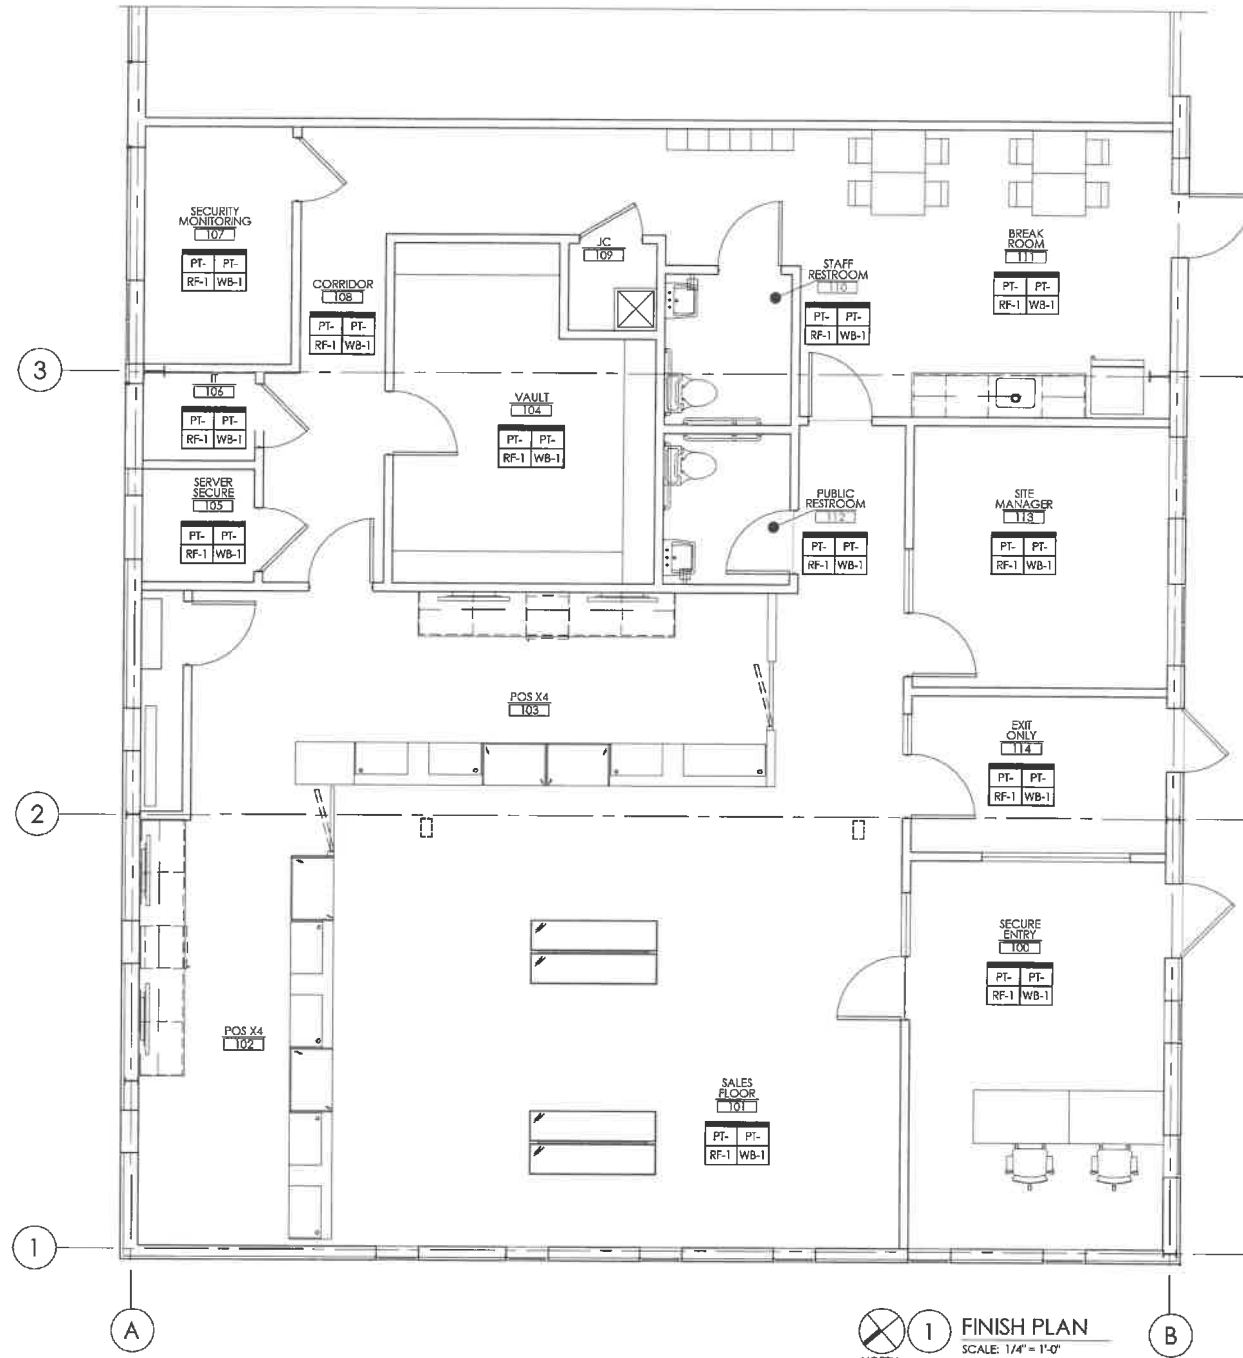 SECURITY
MONITORING
107
PT- PT-
RF-1 WB-1
CORRIDOR
108
PT- PT-
RF-1 WB-1
JC
109
STAFF
RESTROOM
110
PT- PT-
RF-1 WB-1
BREAK
ROOM
111
PT- PT-
RF-1 WB-1
3
IT
106
PT- PT-
RF-1 WB-1
VAULT
104
PT- PT-
RF-1 WB-1
SERVER
SECURE
105
PT- PT-
RF-1 WB-1
PUBLIC
RESTROOM
112
PT- PT-
RF-1 WB-1
SITE
MANAGER
113
PT- PT-
RF-1 WB-1
POS X4
103
EXIT
ONLY
114
PT- PT-
RF-1 WB-1
2
SECURE
ENTRY
100
PT- PT-
RF-1 WB-1
POS X4
102
SALES
FLOOR
101
PT- PT-
RF-1 WB-1
1
A
1 FINISH PLAN
SCALE: 1/4" = 1'-0"
B